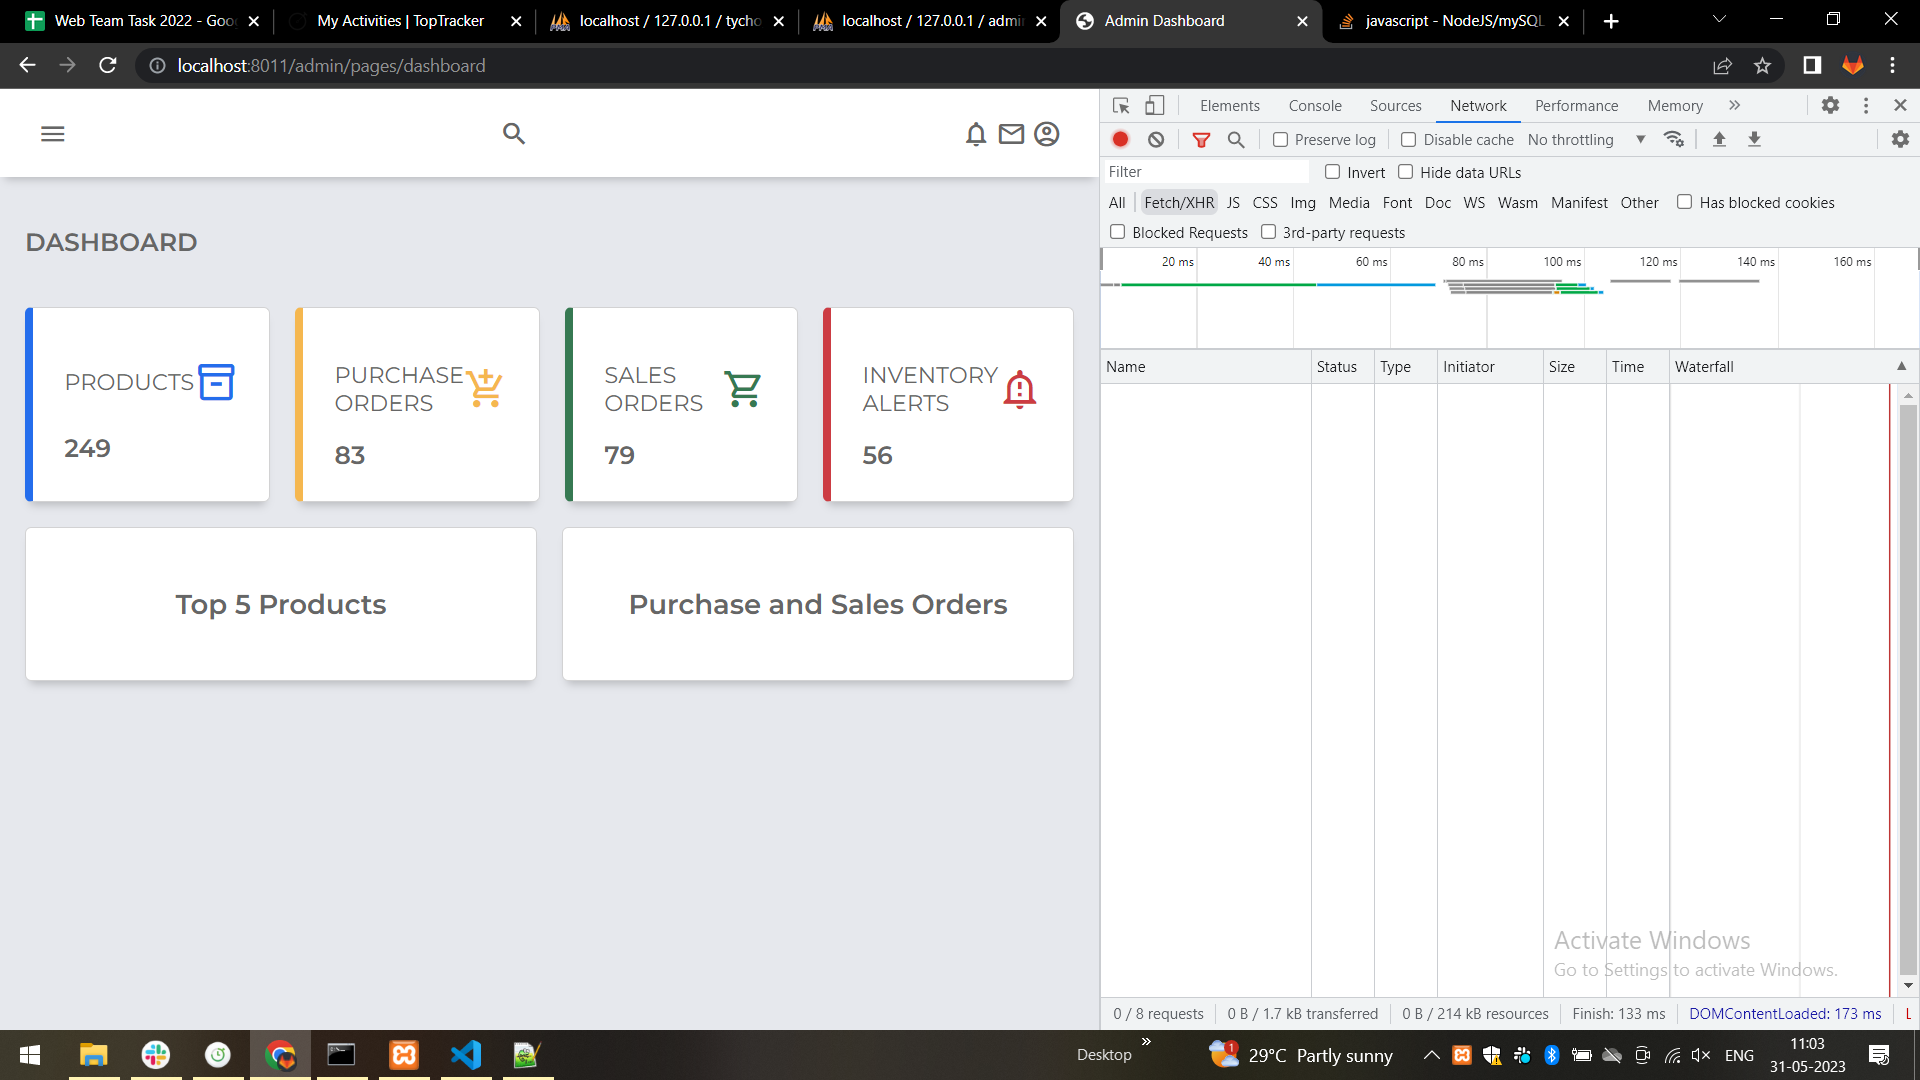 Web Team Task 2022 - Goo
My Activities | TopTracker
localhost / 127.0.0.1 / tycho
localhost / 127.0.0.1 / admin
Admin Dashboard
javascript - NodeJS/mySQL
localhost:8011/admin/pages/dashboard
DASHBOARD
PRODUCTS
249
PURCHASE
ORDERS
83
SALES
ORDERS
79
INVENTORY
ALERTS
56
Top 5 Products
Purchase and Sales Orders
Elements Console Sources Network Performance Memory
Preserve log Disable cache No throttling
Filter Invert Hide data URLs
All Fetch/XHR JS CSS Img Media Font Doc WS Wasm Manifest Other Has blocked cookies
Blocked Requests 3rd-party requests
20 ms 40 ms 60 ms 80 ms 100 ms 120 ms 140 ms 160 ms
Name Status Type Initiator Size Time Waterfall
Activate Windows
Go to Settings to activate Windows.
0 / 8 requests 0 B / 1.7 kB transferred 0 B / 214 kB resources Finish: 133 ms DOMContentLoaded: 173 ms L
Desktop
1
29°C Partly sunny
ENG
11:03
31-05-2023